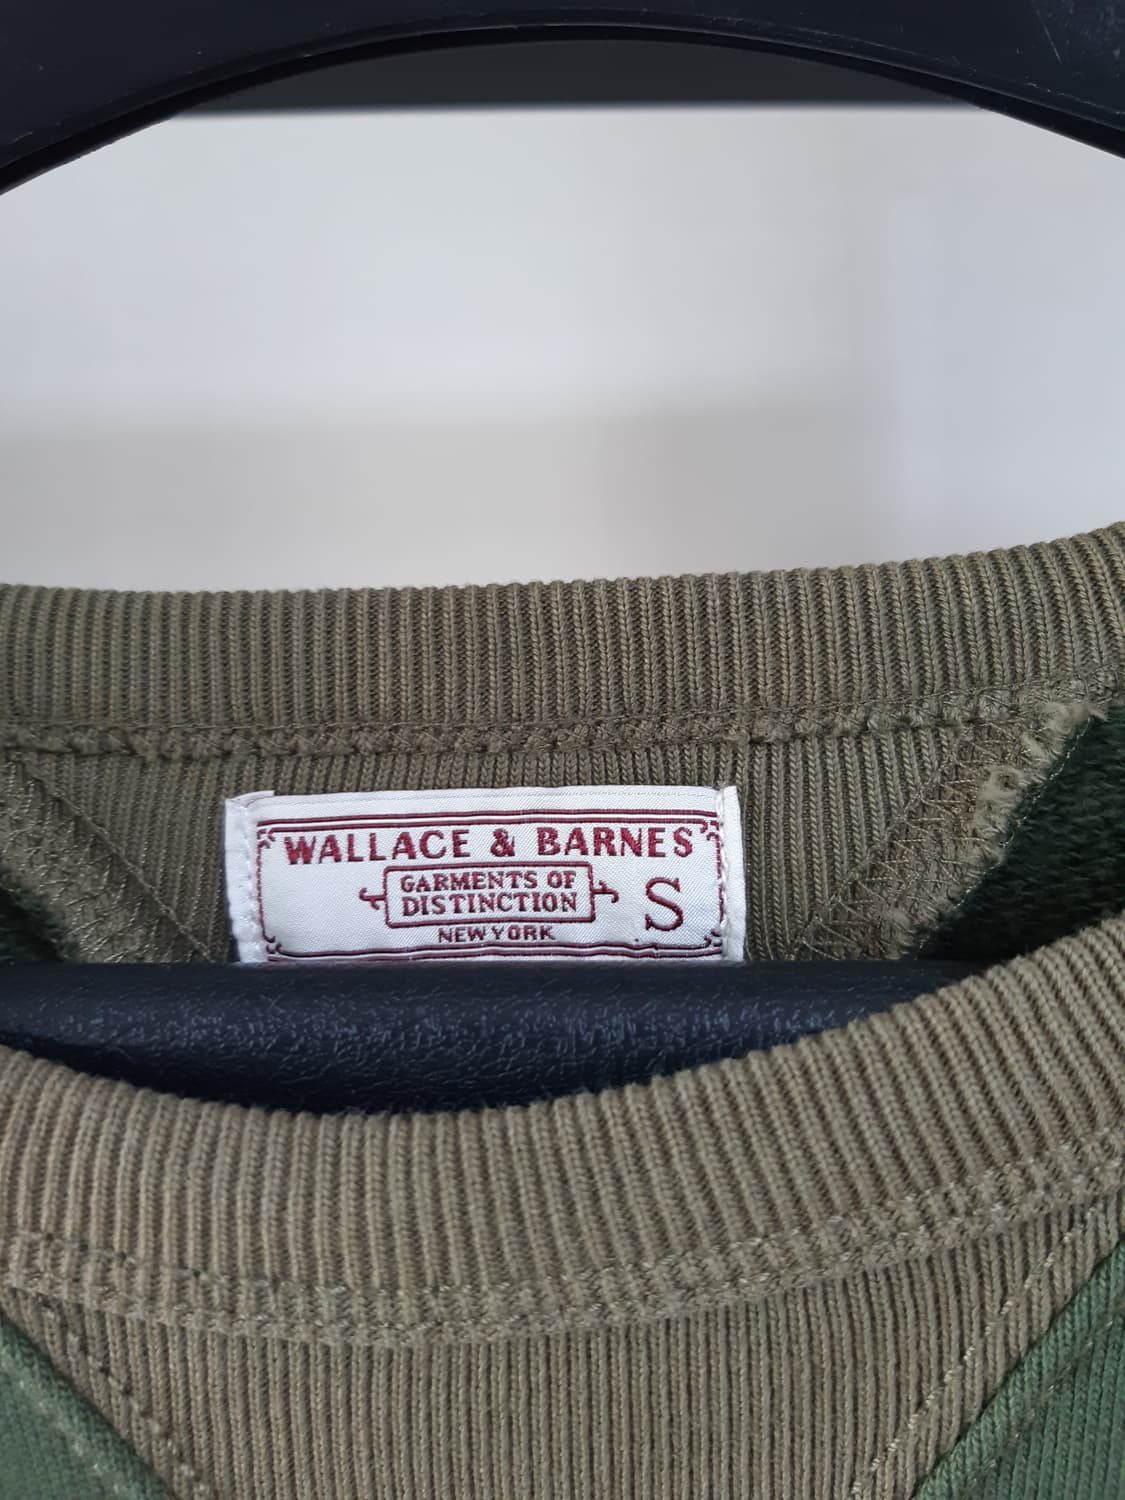 WALLACE & BARNES
GARMENTS OF
DISTINCTION
S
NEW YORK